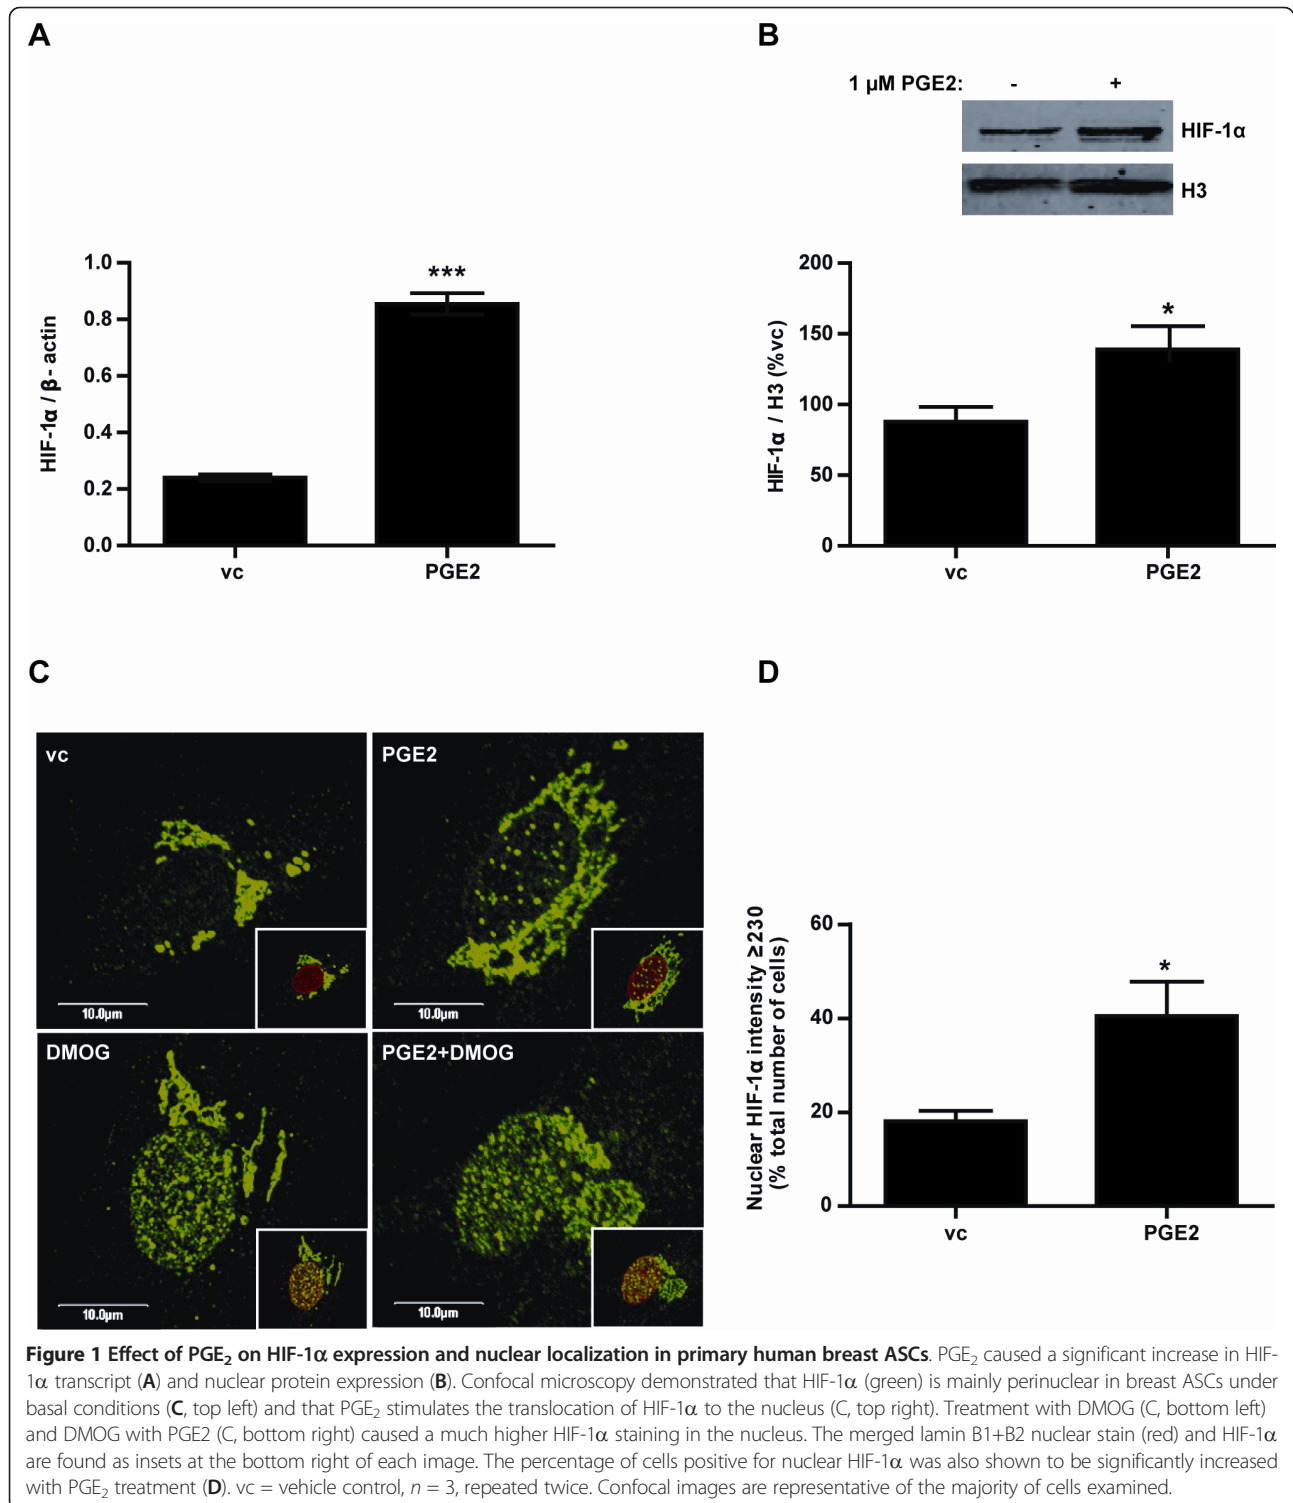 A
HIF-1α / β- actin
1.0
0.8
0.6
0.4
0.2
0.0
***
vc
PGE2
B
1 µM PGE2: - +
HIF-1α
H3
HIF-1α / H3 (%vc)
200
150
100
50
0
*
vc
PGE2
C
vc
10.0µm
PGE2
10.0µm
DMOG
10.0µm
PGE2+DMOG
10.0µm
D
Nuclear HIF-1α intensity ≥230
(% total number of cells)
60
40
20
0
*
vc
PGE2
Figure 1 Effect of PGE₂ on HIF-1α expression and nuclear localization in primary human breast ASCs. PGE₂ caused a significant increase in HIF-
1α transcript (A) and nuclear protein expression (B). Confocal microscopy demonstrated that HIF-1α (green) is mainly perinuclear in breast ASCs under
basal conditions (C, top left) and that PGE₂ stimulates the translocation of HIF-1α to the nucleus (C, top right). Treatment with DMOG (C, bottom left)
and DMOG with PGE2 (C, bottom right) caused a much higher HIF-1α staining in the nucleus. The merged lamin B1+B2 nuclear stain (red) and HIF-1α
are found as insets at the bottom right of each image. The percentage of cells positive for nuclear HIF-1α was also shown to be significantly increased
with PGE₂ treatment (D). vc = vehicle control, n = 3, repeated twice. Confocal images are representative of the majority of cells examined.